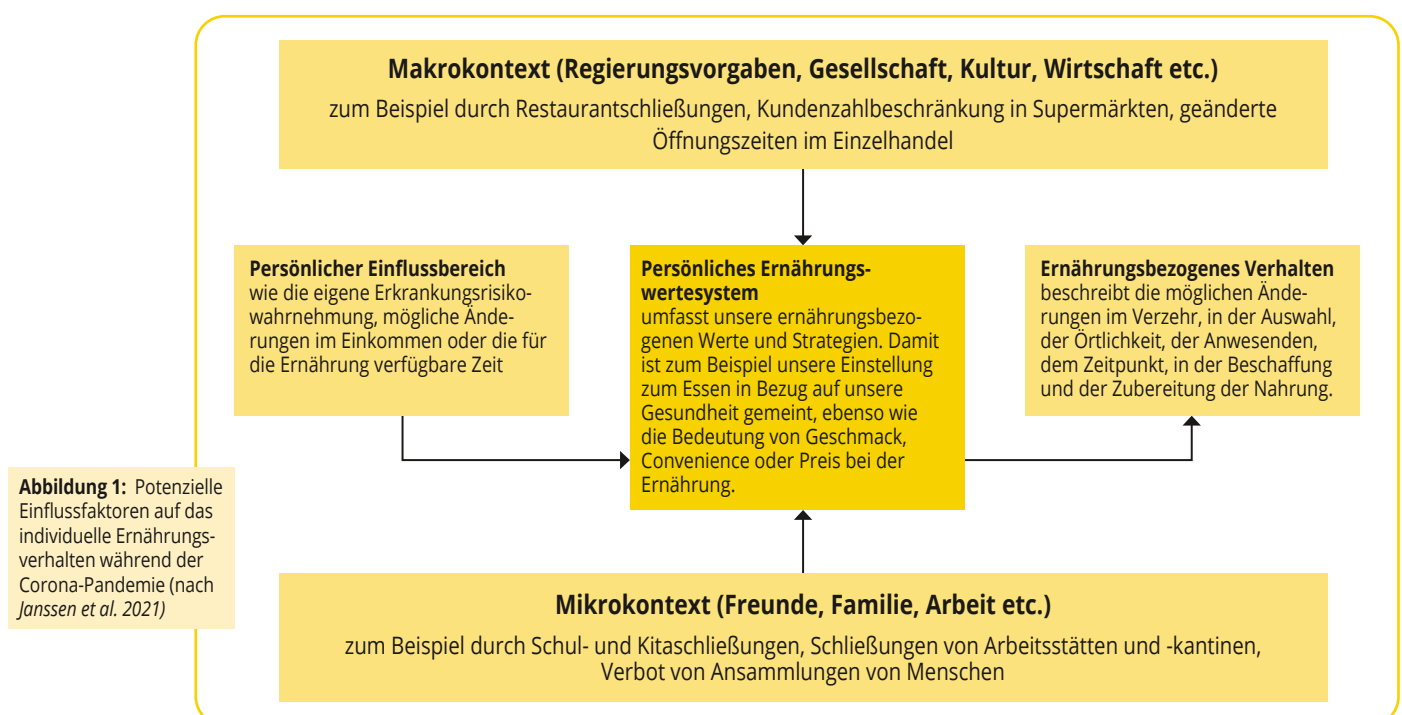 Makrokontext (Regierungsvorgaben, Gesellschaft, Kultur, Wirtschaft etc.)
zum Beispiel durch Restaurantschließungen, Kundenzahlbeschränkung in Supermärkten, geänderte
Öffnungszeiten im Einzelhandel
Persönlicher Einflussbereich
wie die eigene Erkrankungsrisiko-
wahrnehmung, mögliche Ände-
rungen im Einkommen oder die für
die Ernährung verfügbare Zeit
Persönliches Ernährungs-
wertesystem
umfasst unsere ernährungsbezo-
genen Werte und Strategien. Damit
ist zum Beispiel unsere Einstellung
zum Essen in Bezug auf unsere
Gesundheit gemeint, ebenso wie
die Bedeutung von Geschmack,
Convenience oder Preis bei der
Ernährung.
Ernährungsbezogenes Verhalten
beschreibt die möglichen Ände-
rungen im Verzehr, in der Auswahl,
der Örtlichkeit, der Anwesenden,
dem Zeitpunkt, in der Beschaffung
und der Zubereitung der Nahrung.
Abbildung 1: Potenzielle
Einflussfaktoren auf das
individuelle Ernährungs-
verhalten während der
Corona-Pandemie (nach
Janssen et al. 2021)
Mikrokontext (Freunde, Familie, Arbeit etc.)
zum Beispiel durch Schul- und Kitaschließungen, Schließungen von Arbeitsstätten und -kantinen,
Verbot von Ansammlungen von Menschen